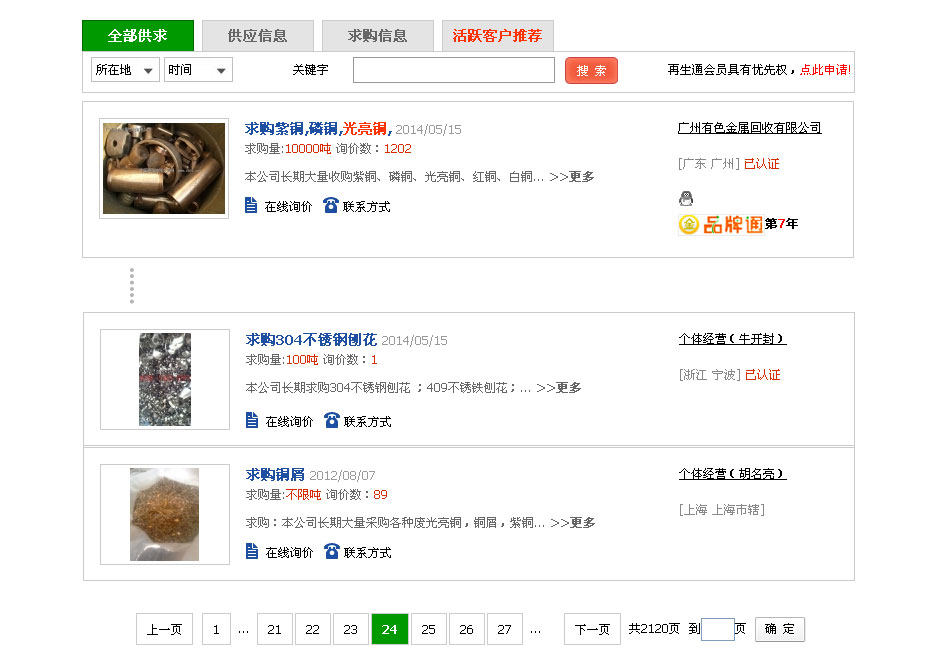 全部供求 供应信息 求购信息 活跃客户推荐
所在地 时间 关键字 搜 索 再生通会员具有优先权，点此申请!
求购紫铜,磷铜,光亮铜, 2014/05/15 广州有色金属回收有限公司
求购量:10000吨 询价数：1202
[广东 广州] 已认证
本公司长期大量收购紫铜、磷铜、光亮铜、红铜、白铜... >>更多
在线询价 联系方式
金 品牌通 第7年
求购304不锈钢刨花 2014/05/15 个体经营（牛开封）
求购量:100吨 询价数：1
[浙江 宁波] 已认证
本公司长期求购304不锈钢刨花 ；409不锈铁刨花；... >>更多
在线询价 联系方式
求购铜屑 2012/08/07 个体经营（胡名亮）
求购量:不限吨 询价数：89
[上海 上海市辖]
求购：本公司长期大量采购各种废光亮铜，铜屑，紫铜... >>更多
在线询价 联系方式
上一页 1 ... 21 22 23 24 25 26 27 ... 下一页 共2120页 到 页 确 定